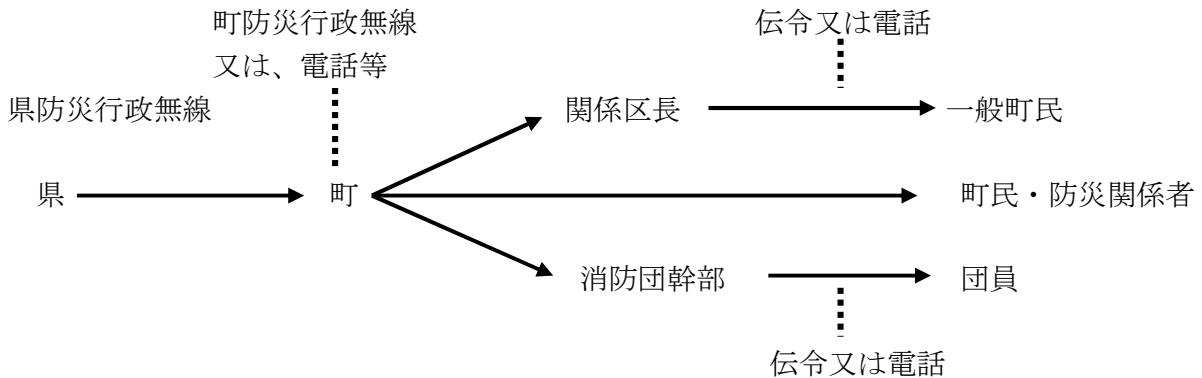 町防災行政無線
又は、電話等
伝令又は電話
県防災行政無線
関係区長
一般町民
県
町
町民・防災関係者
消防団幹部
団員
伝令又は電話